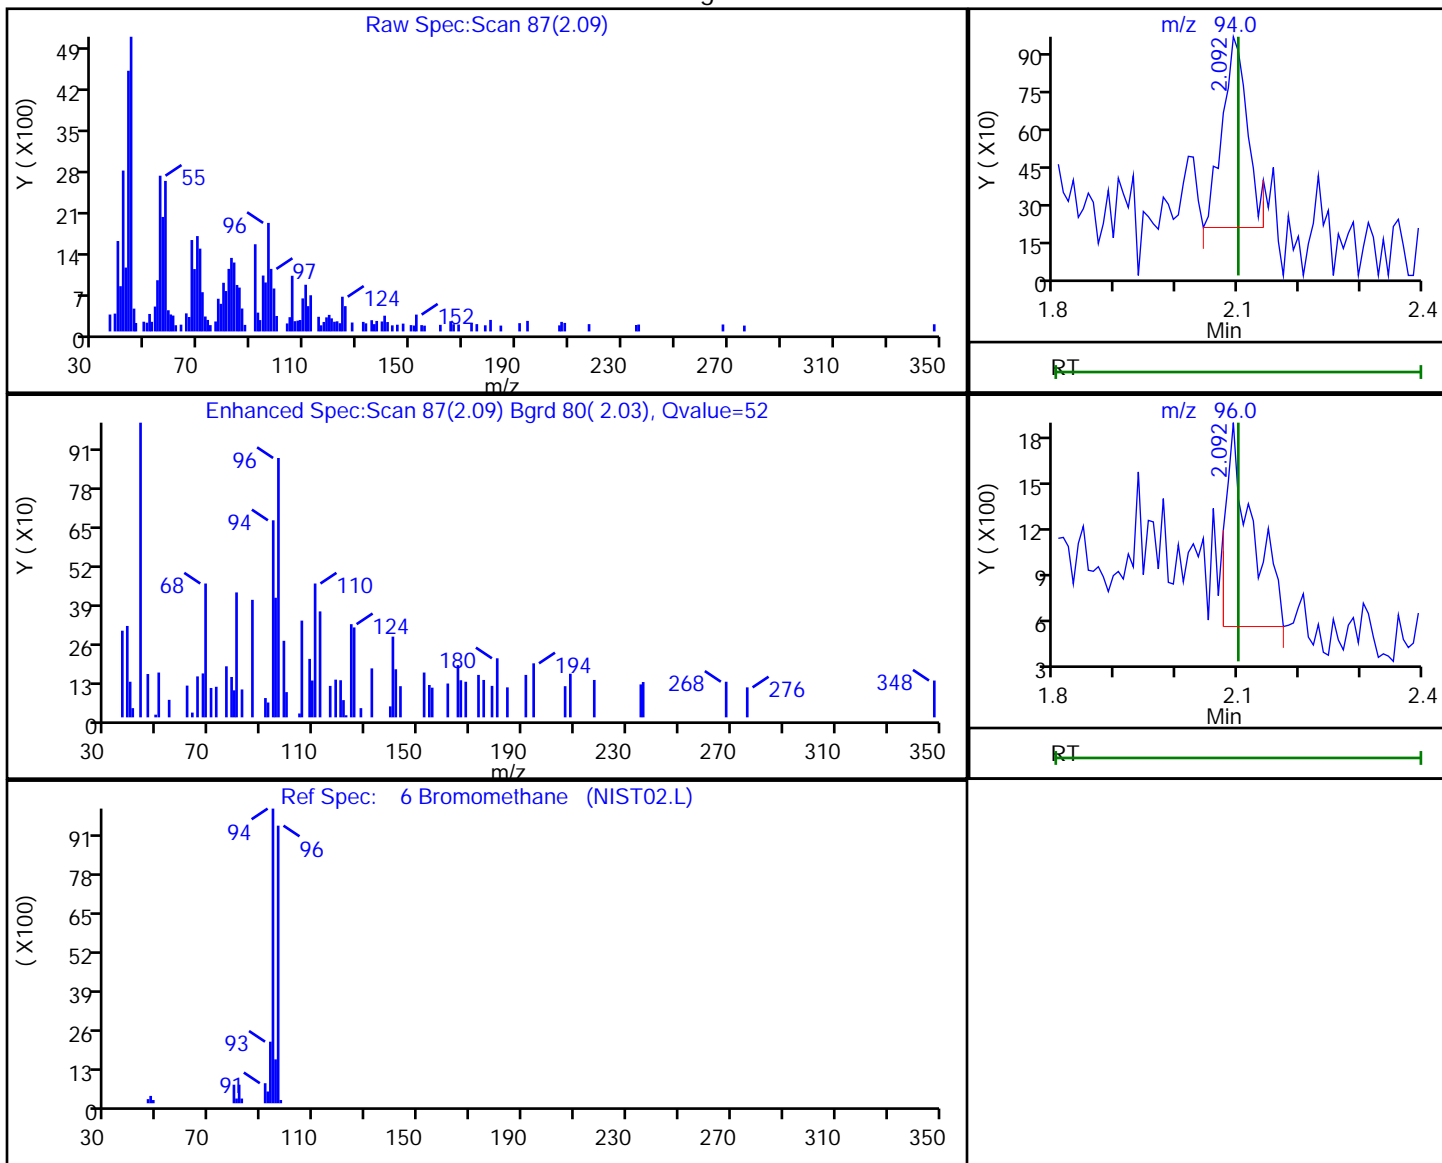 Raw Spec:Scan 87(2.09)
Y ( X100)
49
42
35
28
21
14
7
0
55
96
97
124
152
30 70 110 150 190 230 270 310 350
m/z
m/z 94.0
Y ( X10)
90
75
60
45
30
15
0
2.092
1.8 2.1 2.4
Min
RT
Enhanced Spec:Scan 87(2.09) Bgrd 80( 2.03), Qvalue=52
Y ( X10)
91
78
65
52
39
26
13
0
96
94
68
110
124
180
194
268
276
348
30 70 110 150 190 230 270 310 350
m/z
m/z 96.0
Y ( X100)
18
15
12
9
6
3
2.092
1.8 2.1 2.4
Min
RT
Ref Spec: 6 Bromomethane (NIST02.L)
( X100)
91
78
65
52
39
26
13
0
94
96
93
91
30 70 110 150 190 230 270 310 350